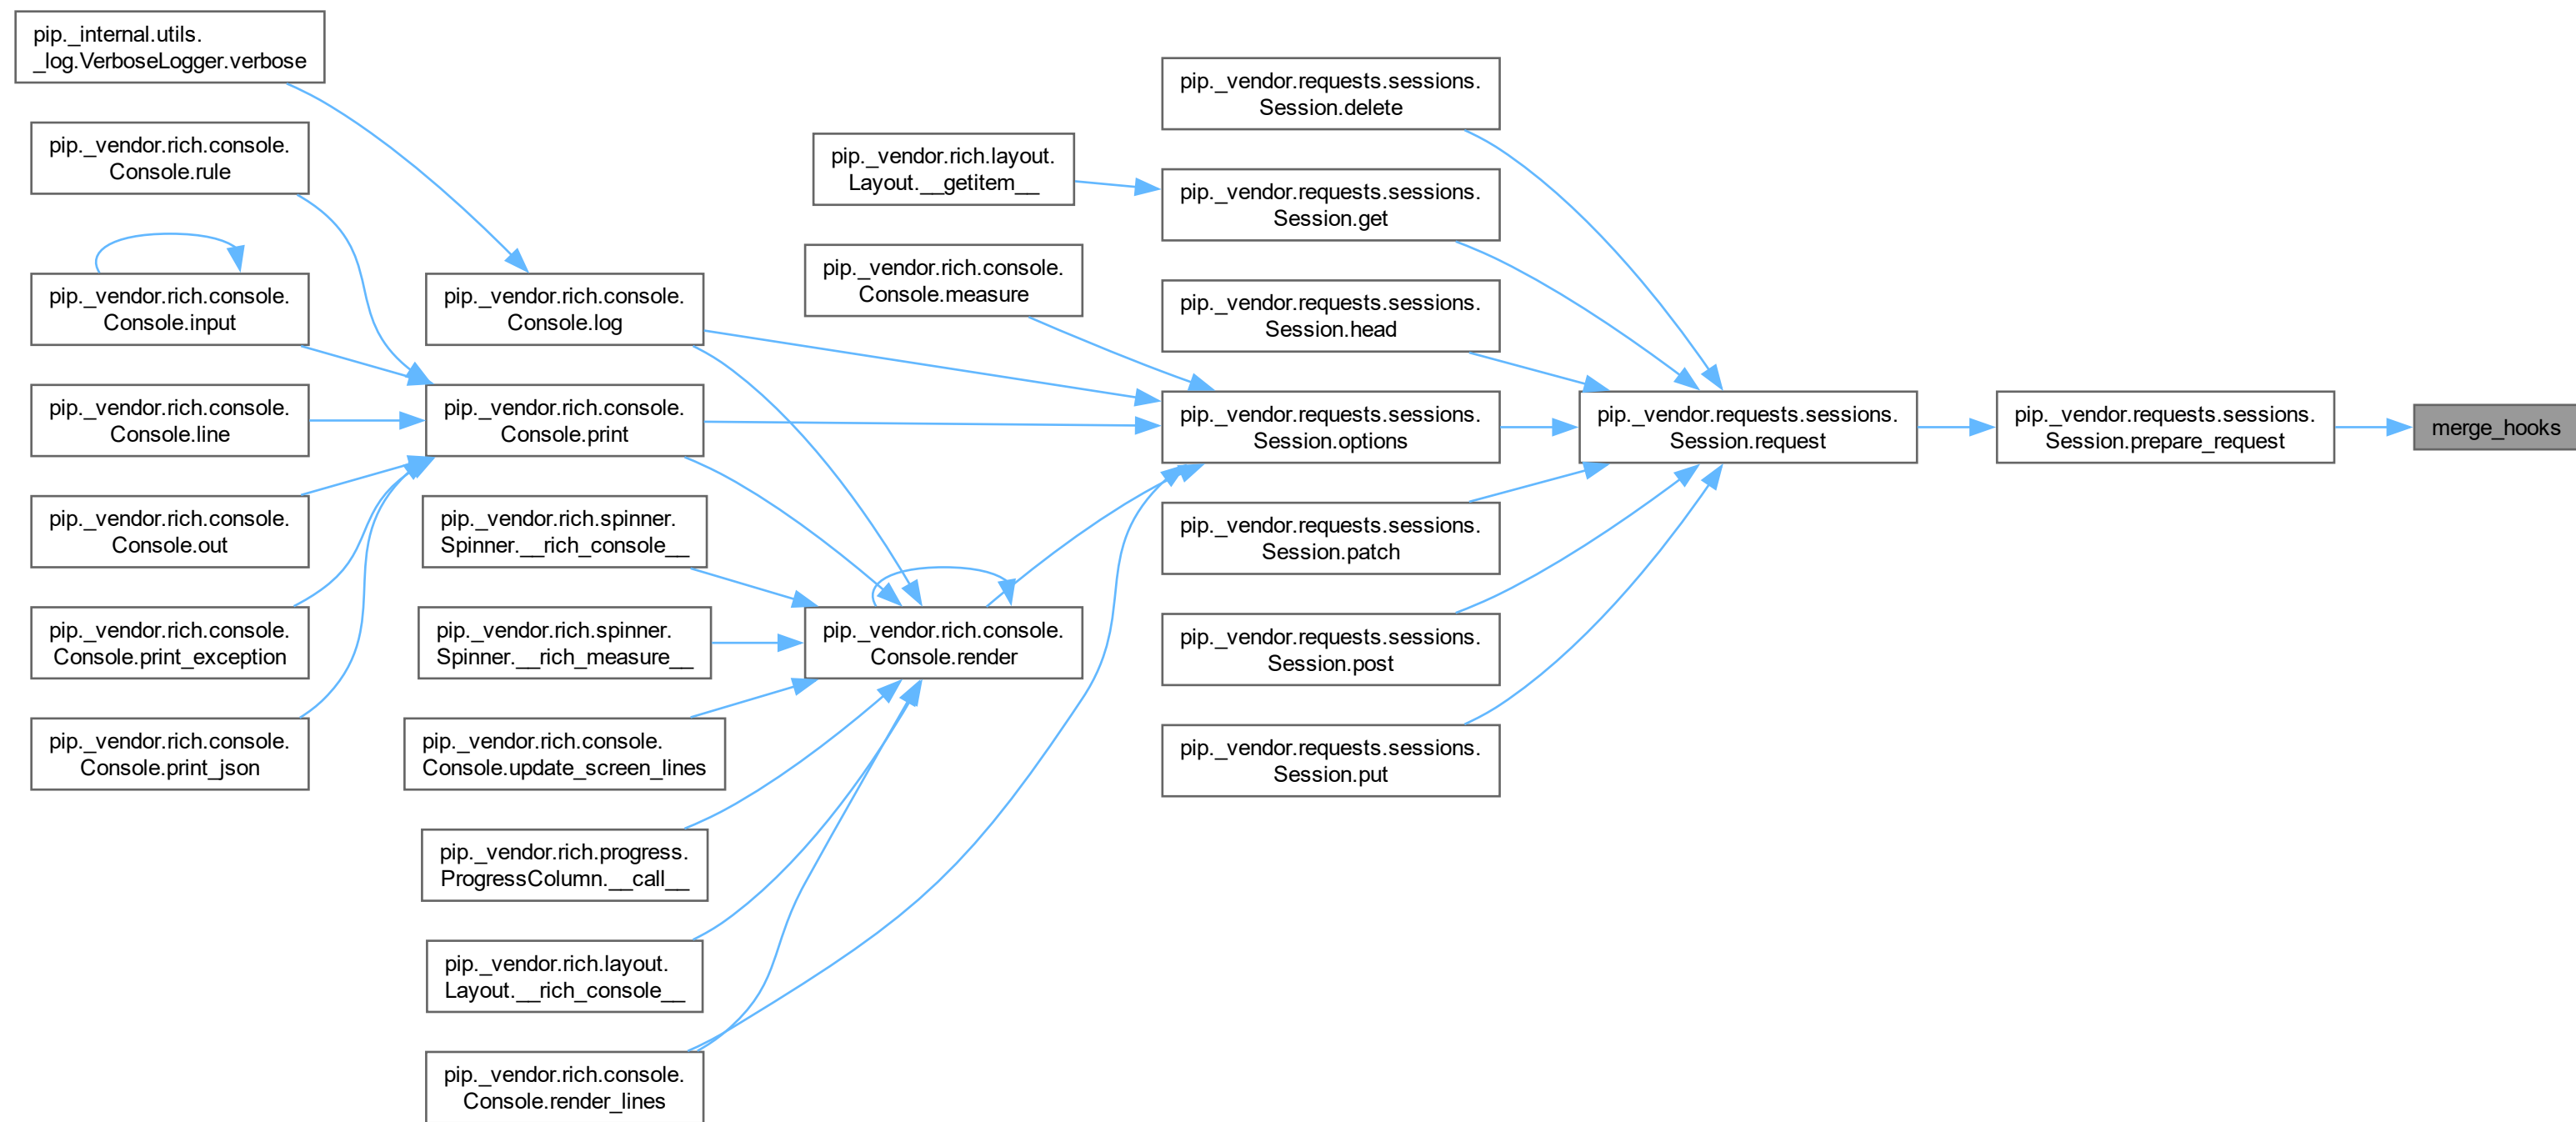 pip._internal.utils.
_log.VerboseLogger.verbose
pip._vendor.rich.console.
Console.rule
pip._vendor.rich.console.
Console.input
pip._vendor.rich.console.
Console.line
pip._vendor.rich.console.
Console.out
pip._vendor.rich.console.
Console.print_exception
pip._vendor.rich.console.
Console.print_json
pip._vendor.rich.console.
Console.log
pip._vendor.rich.console.
Console.print
pip._vendor.rich.spinner.
Spinner.__rich_console__
pip._vendor.rich.spinner.
Spinner.__rich_measure__
pip._vendor.rich.console.
Console.update_screen_lines
pip._vendor.rich.progress.
ProgressColumn.__call__
pip._vendor.rich.layout.
Layout.__rich_console__
pip._vendor.rich.console.
Console.render_lines
pip._vendor.rich.layout.
Layout.__getitem__
pip._vendor.rich.console.
Console.measure
pip._vendor.rich.console.
Console.render
pip._vendor.requests.sessions.
Session.delete
pip._vendor.requests.sessions.
Session.get
pip._vendor.requests.sessions.
Session.head
pip._vendor.requests.sessions.
Session.options
pip._vendor.requests.sessions.
Session.patch
pip._vendor.requests.sessions.
Session.post
pip._vendor.requests.sessions.
Session.put
pip._vendor.requests.sessions.
Session.request
pip._vendor.requests.sessions.
Session.prepare_request
merge_hooks